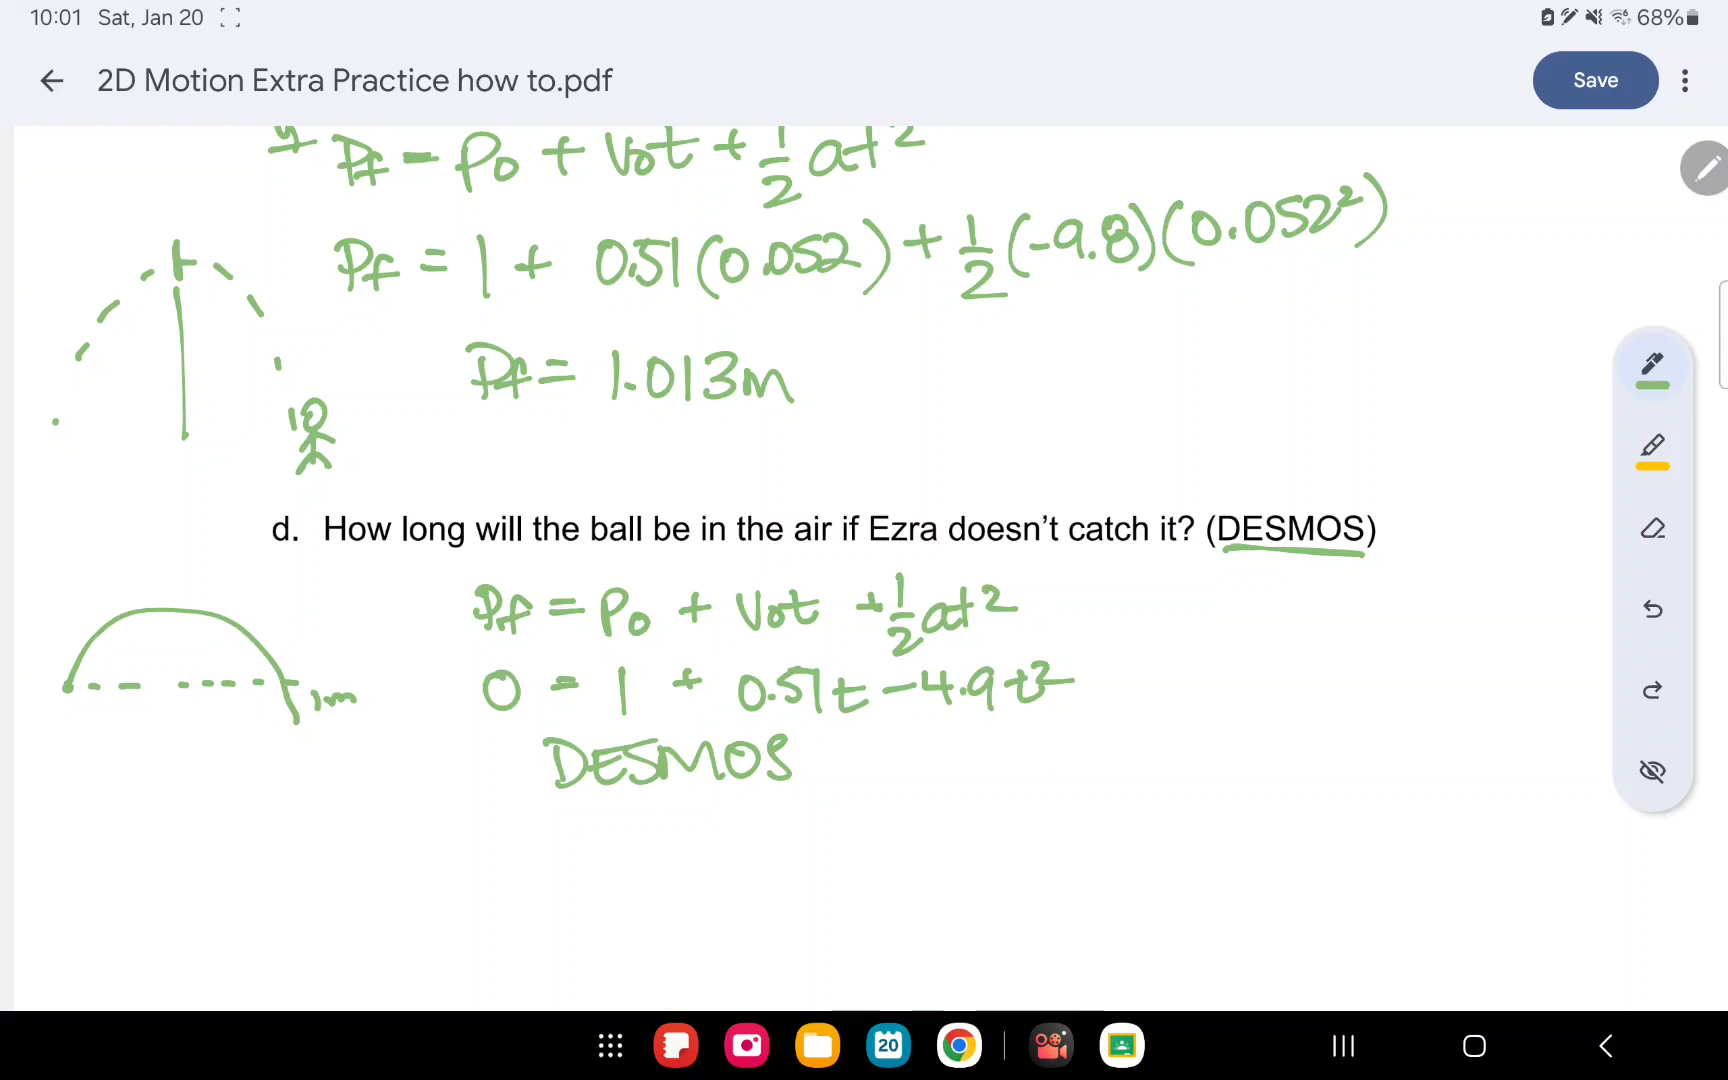 10:01 Sat, Jan 20
68%
2D Motion Extra Practice how to.pdf
Save
Pf = Po + Vot + 1/2 at²
Pf = 1 + 0.51(0.052) + 1/2 (-9.8)(0.052²)
Pf = 1.013m
d. How long will the ball be in the air if Ezra doesn’t catch it? (DESMOS)
Pf = Po + Vot + 1/2 at²
0 = 1 + 0.51t - 4.9t²
1m
DESMOS
20